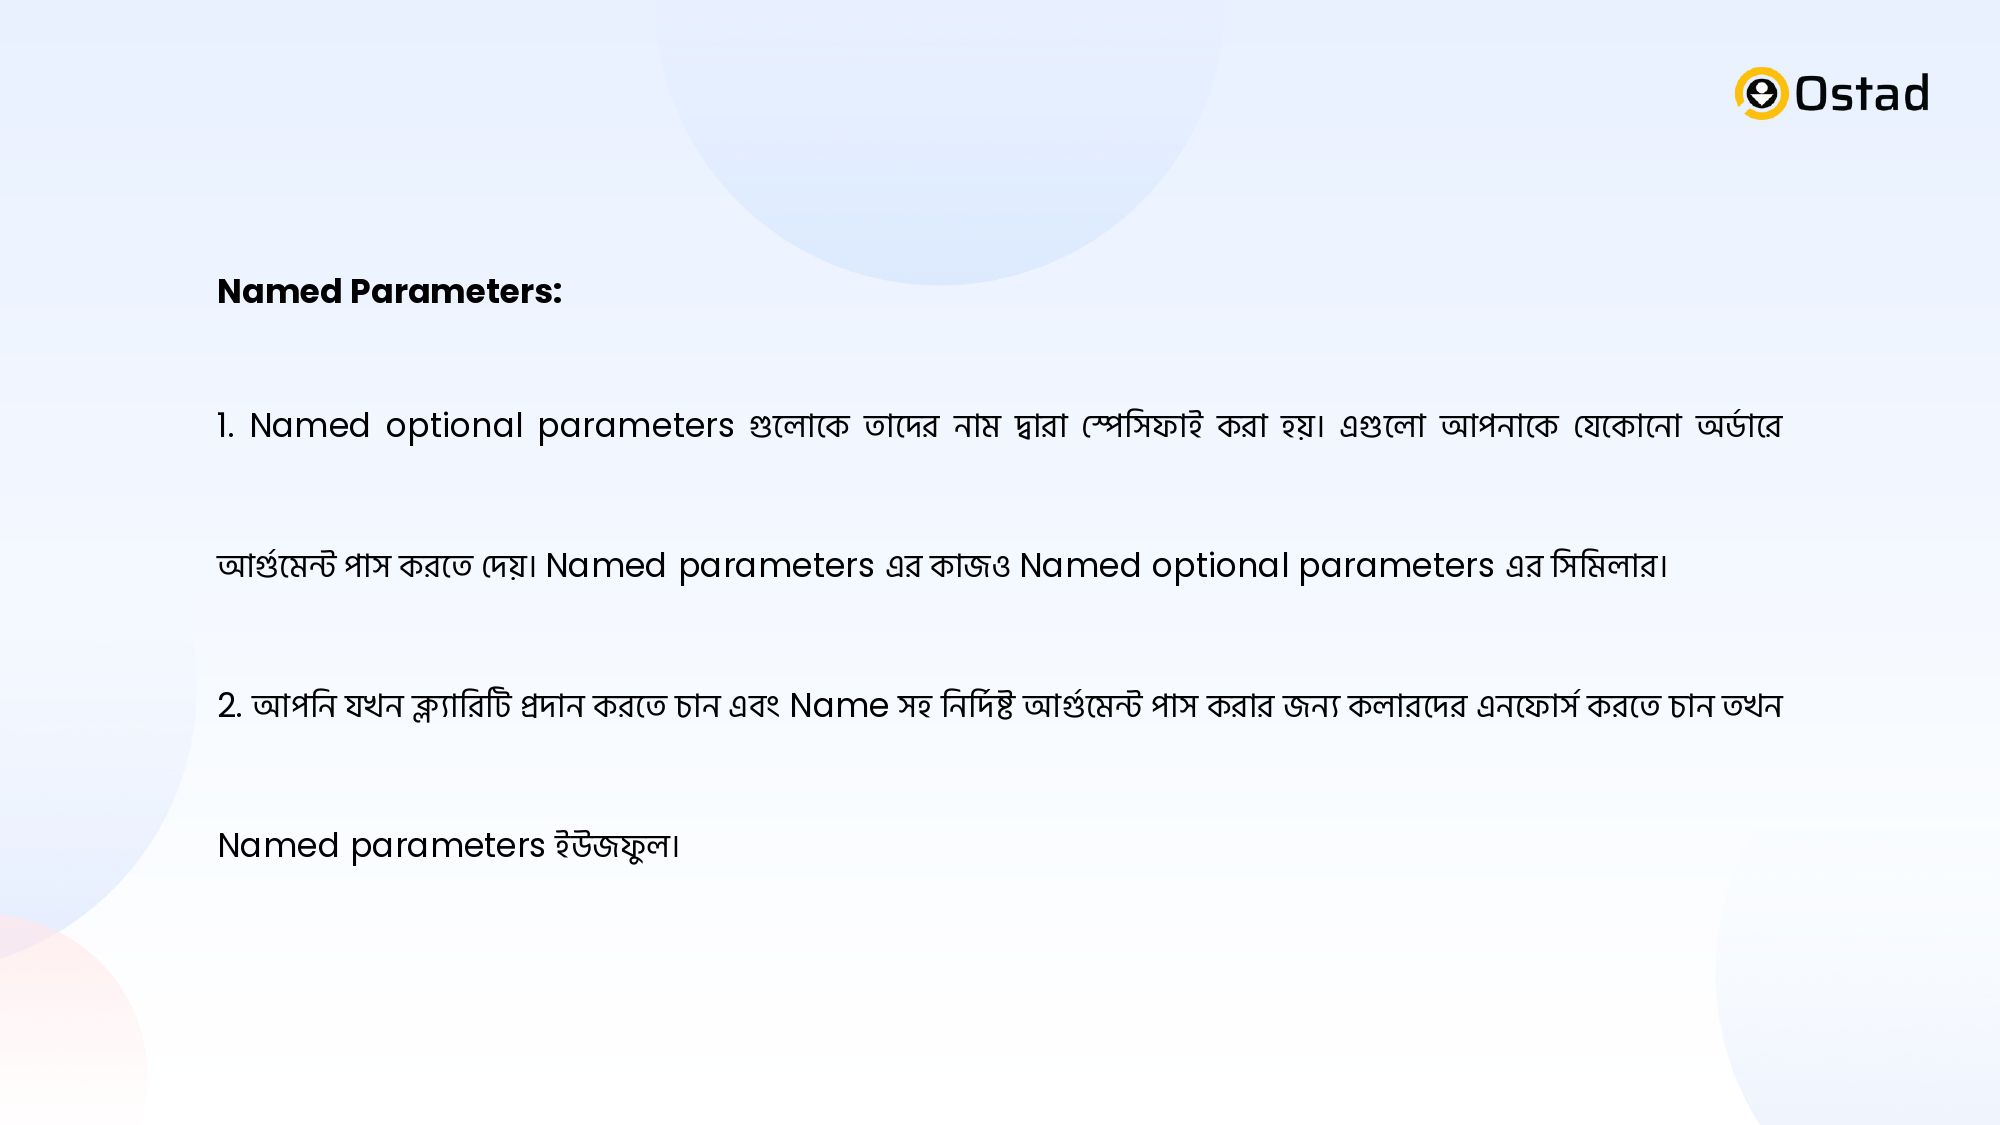 Ostad
Named Parameters:
1. Named optional parameters গুলোকে তাদের নাম দ্বারা স্পেসিফাই করা হয়। এগুলো আপনাকে যেকোনো অর্ডারে
আর্গুমেন্ট পাস করতে দেয়। Named parameters এর কাজও Named optional parameters এর সিমিলার।
2. আপনি যখন ক্ল্যারিটি প্রদান করতে চান এবং Name সহ নির্দিষ্ট আর্গুমেন্ট পাস করার জন্য কলারদের এনফোর্স করতে চান তখন
Named parameters ইউজফুল।